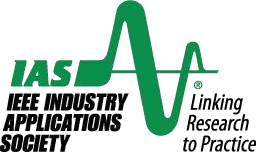 IAS
IEEE INDUSTRY
APPLICATIONS
SOCIETY
®
Linking
Research
to Practice